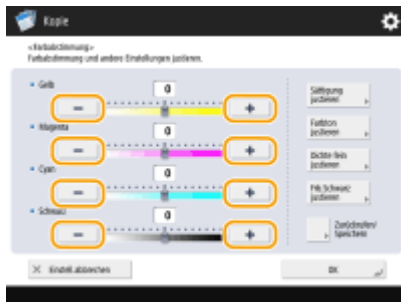 Kopie
<Farbabstimmung>
Farbabstimmung und andere Einstellungen justieren.
Gelb
0
− +
Magenta
0
− +
Cyan
0
− +
Schwarz
0
− +
Sättigung
justieren
Farbton
justieren
Dichte fein
justieren
Frb.Schwarz
justieren
Zurückrufen/
Speichern
Einstell. abbrechen
OK